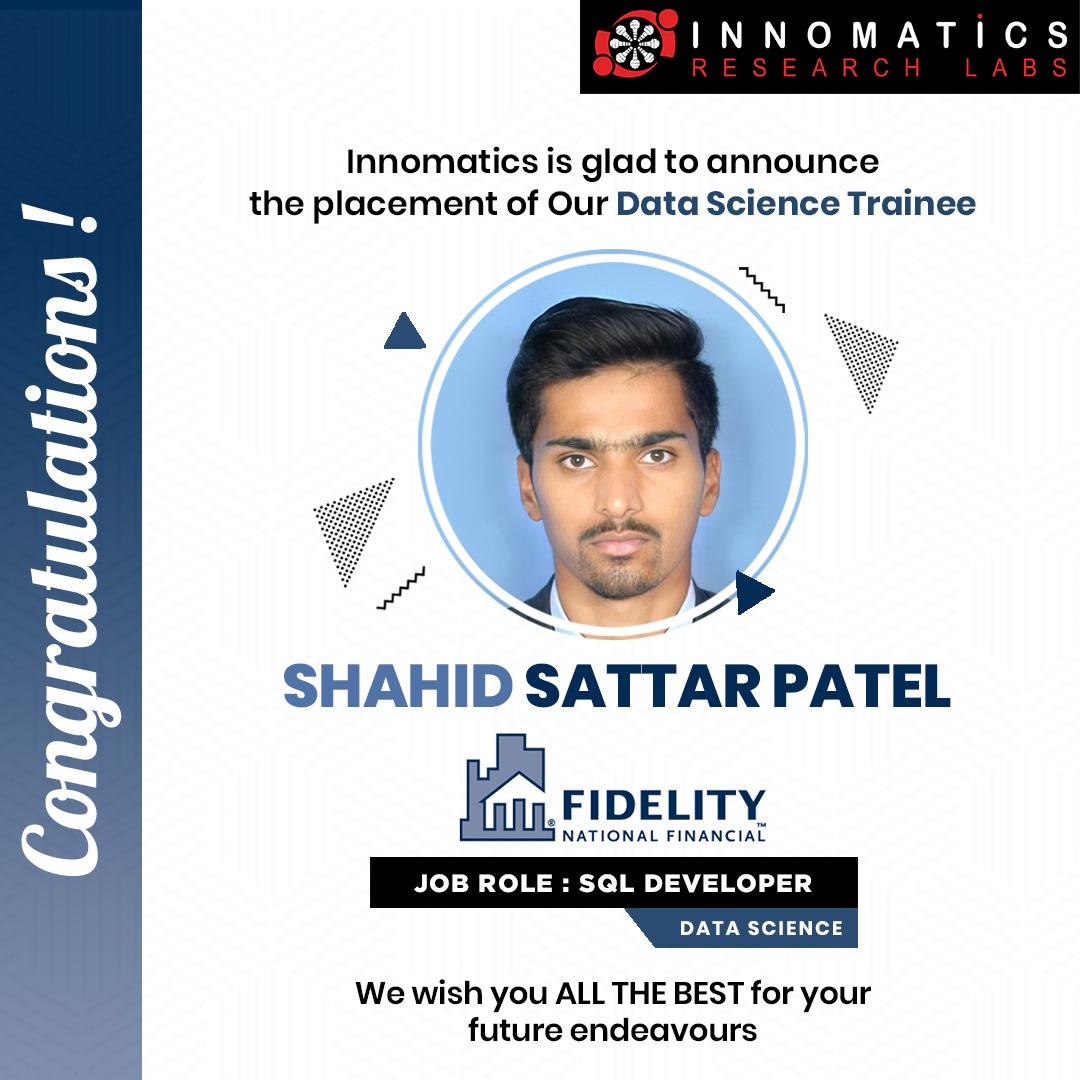 INNOMATICS
RESEARCH LABS
Innomatics is glad to announce
the placement of Our Data Science Trainee
Congratulations !
SHAHID SATTAR PATEL
FIDELITY™
NATIONAL FINANCIAL®
JOB ROLE : SQL DEVELOPER
DATA SCIENCE
We wish you ALL THE BEST for your
future endeavours